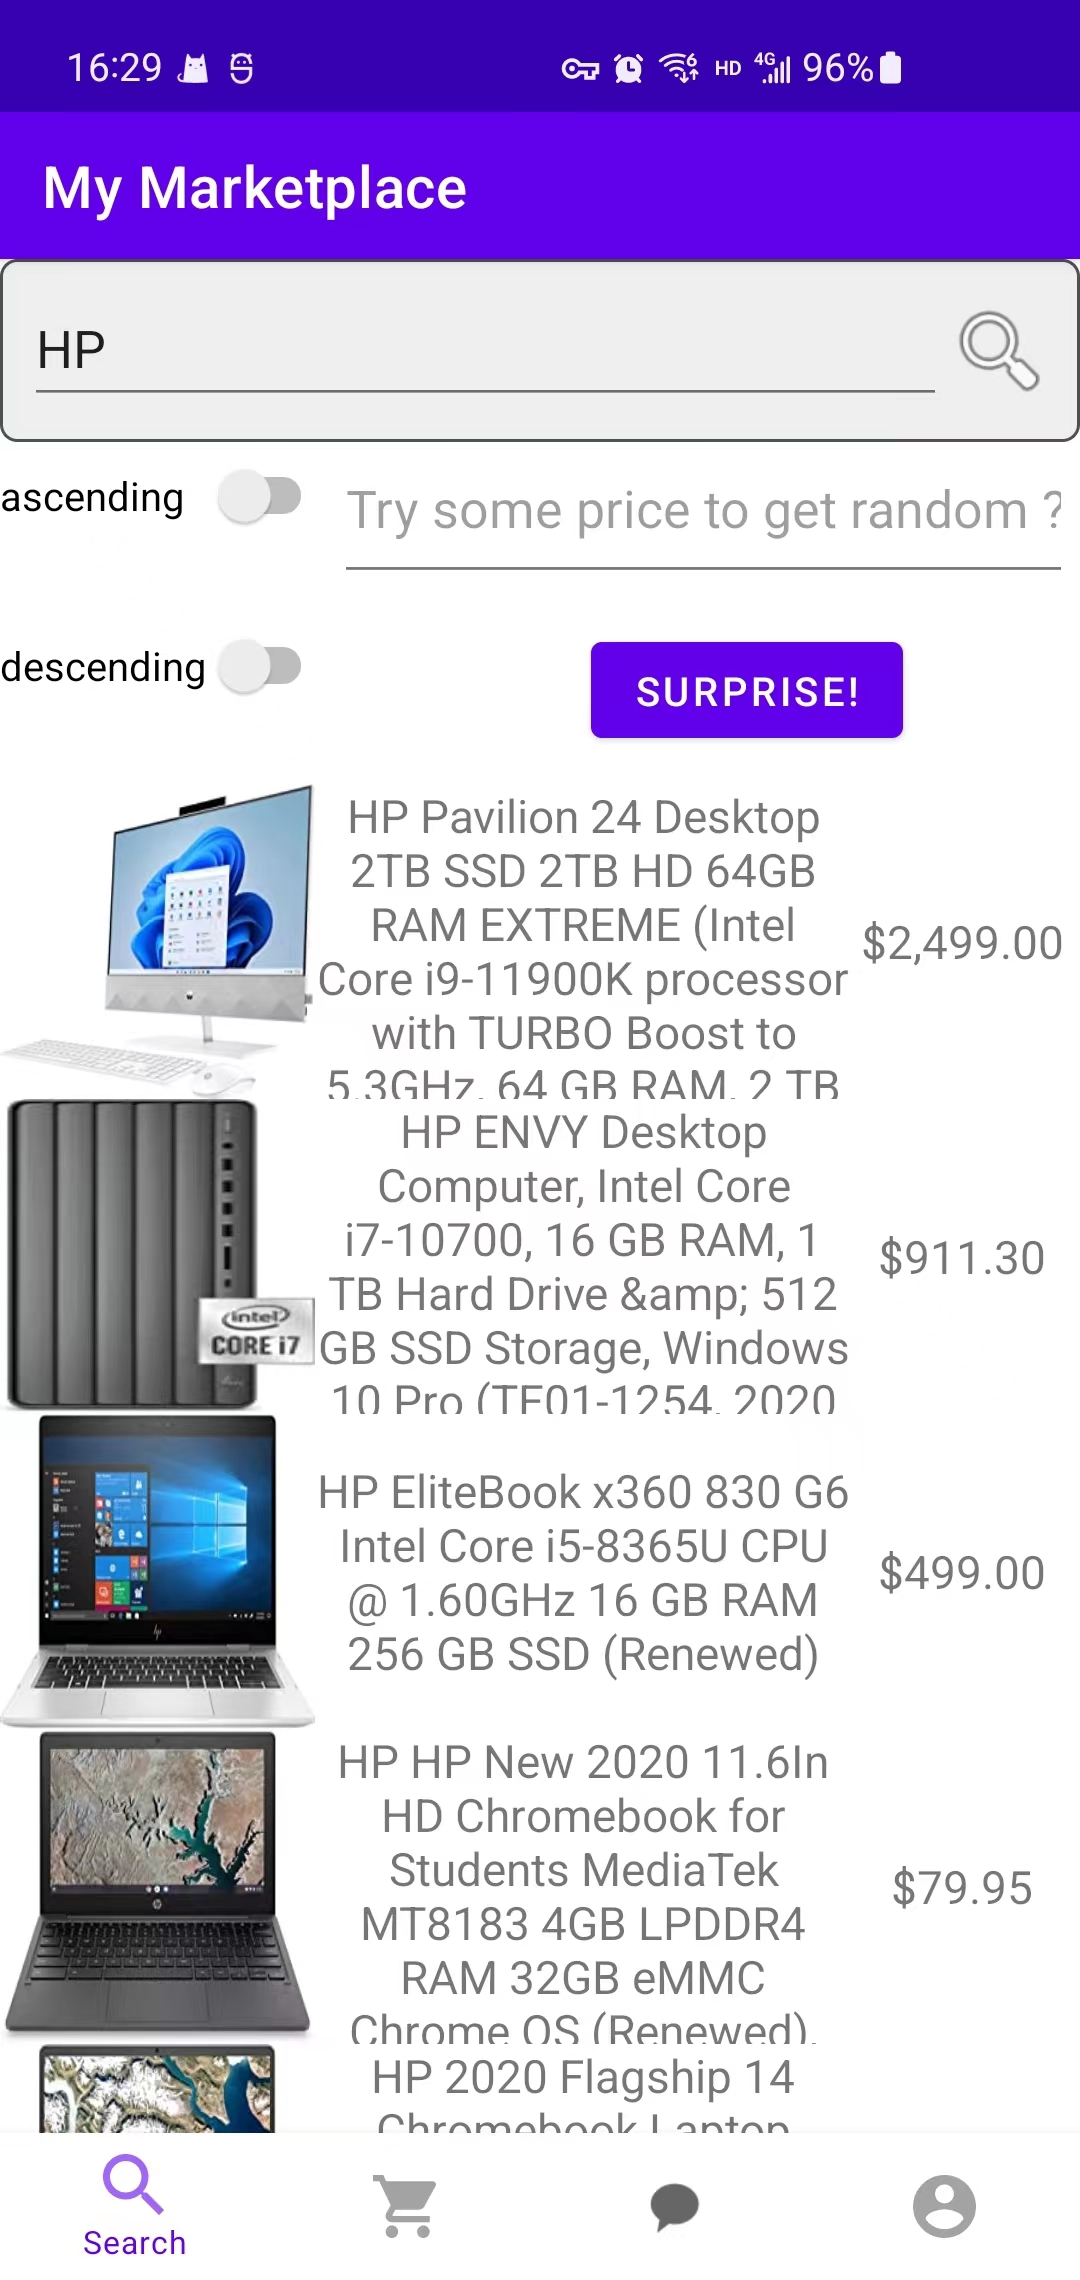 16:29 HD 4G 96%
My Marketplace
HP
ascending
Try some price to get random ?
descending
SURPRISE!
HP Pavilion 24 Desktop
2TB SSD 2TB HD 64GB
RAM EXTREME (Intel
Core i9-11900K processor
with TURBO Boost to
5.3GHz, 64 GB RAM, 2 TB
$2,499.00
intel
CORE i7
HP ENVY Desktop
Computer, Intel Core
i7-10700, 16 GB RAM, 1
TB Hard Drive &amp; 512
GB SSD Storage, Windows
10 Pro (TE01-1254, 2020
$911.30
HP EliteBook x360 830 G6
Intel Core i5-8365U CPU
@ 1.60GHz 16 GB RAM
256 GB SSD (Renewed)
$499.00
HP HP New 2020 11.6In
HD Chromebook for
Students MediaTek
MT8183 4GB LPDDR4
RAM 32GB eMMC
Chrome OS (Renewed),
$79.95
HP 2020 Flagship 14
Chromebook Laptop
Search